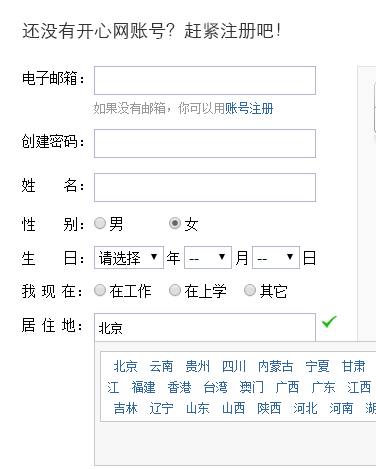 还没有开心网账号？赶紧注册吧！
电子邮箱：
如果没有邮箱，你可以用账号注册
创建密码：
姓 名：
性 别： 男 女
生 日： 请选择 年 -- 月 -- 日
我 现 在： 在工作 在上学 其它
居 住 地： 北京
北京 云南 贵州 四川 内蒙古 宁夏 甘肃
江 福建 香港 台湾 澳门 广西 广东 江西
吉林 辽宁 山东 山西 陕西 河北 河南